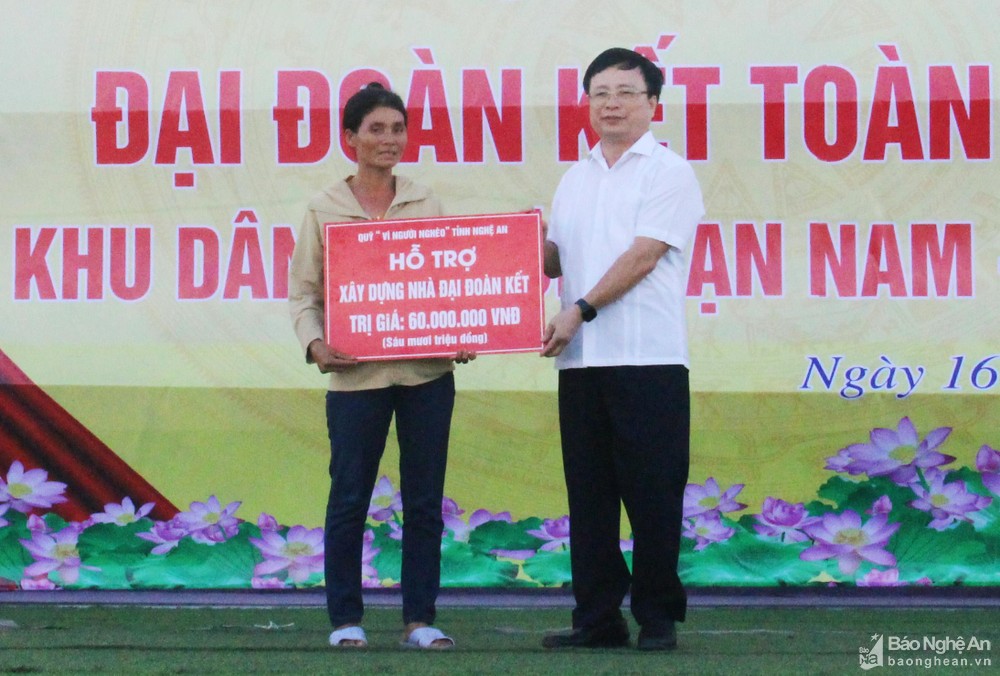 ĐẠI ĐOÀN KẾT TOÀN
KHU DÂN ẠN NAM
Ngày 16
QUỸ "VÌ NGƯỜI NGHÈO" TỈNH NGHỆ AN
HỖ TRỢ
XÂY DỰNG NHÀ ĐẠI ĐOÀN KẾT
TRỊ GIÁ: 60.000.000 VNĐ
(Sáu mươi triệu đồng)
Báo Nghệ An
baonghean.vn